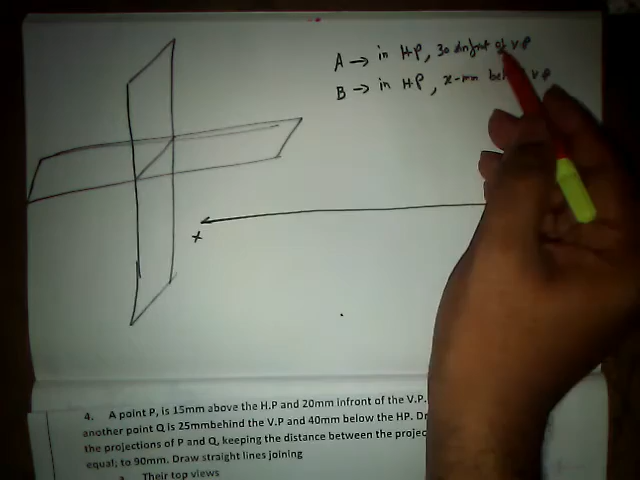 A → in H.P, 30 infrnt of V.P
B → in H.P, x-mm V.P
X
4. A point P, is 15mm above the H.P and 20mm infront of the V.P.
another point Q is 25mmbehind the V.P and 40mm below the HP.
the projections of P and Q, keeping the distance between the
equal; to 90mm. Draw straight lines joining
Their top views